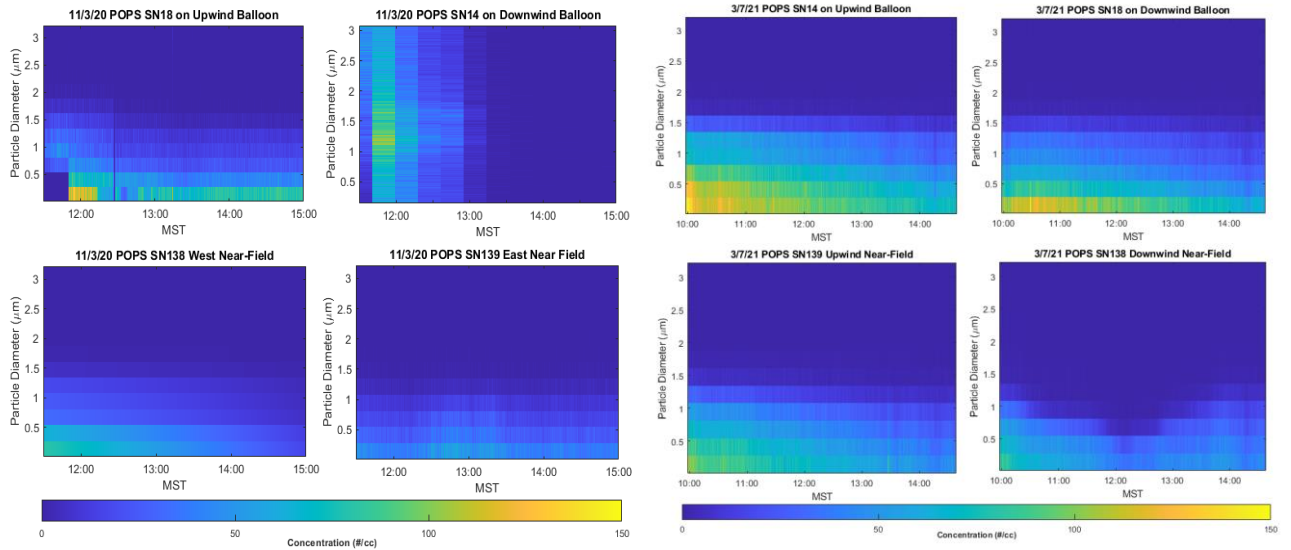 11/3/20 POPS SN18 on Upwind Balloon
Particle Diameter (μm)
3
2.5
2
1.5
1
0.5
12:00 13:00 14:00 15:00
MST
11/3/20 POPS SN14 on Downwind Balloon
Particle Diameter (μm)
3
2.5
2
1.5
1
0.5
12:00 13:00 14:00 15:00
MST
3/7/21 POPS SN14 on Upwind Balloon
Particle Diameter (μm)
3
2.5
2
1.5
1
0.5
10:00 11:00 12:00 13:00 14:00
MST
3/7/21 POPS SN18 on Downwind Balloon
Particle Diameter (μm)
3
2.5
2
1.5
1
0.5
10:00 11:00 12:00 13:00 14:00
MST
11/3/20 POPS SN138 West Near-Field
Particle Diameter (μm)
3
2.5
2
1.5
1
0.5
12:00 13:00 14:00 15:00
MST
11/3/20 POPS SN139 East Near Field
Particle Diameter (μm)
3
2.5
2
1.5
1
0.5
12:00 13:00 14:00 15:00
MST
3/7/21 POPS SN139 Upwind Near-Field
Particle Diameter (μm)
3
2.5
2
1.5
1
0.5
10:00 11:00 12:00 13:00 14:00
MST
3/7/21 POPS SN138 Downwind Near-Field
Particle Diameter (μm)
3
2.5
2
1.5
1
0.5
10:00 11:00 12:00 13:00 14:00
MST
0 50 100 150
Concentration (#/cc)
0 50 100 150
Concentration (#/cc)